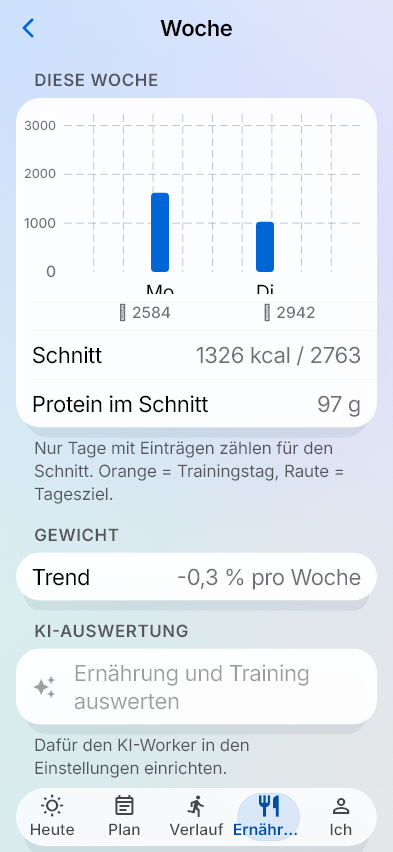 Woche
DIESE WOCHE
3000
2000
1000
0
Mo
Di
2584
2942
Schnitt
1326 kcal / 2763
Protein im Schnitt
97 g
Nur Tage mit Einträgen zählen für den
Schnitt. Orange = Trainingstag, Raute =
Tagesziel.
GEWICHT
Trend
-0,3 % pro Woche
KI-AUSWERTUNG
Ernährung und Training
auswerten
Dafür den KI-Worker in den
Einstellungen einrichten.
Heute
Plan
Verlauf
Ernähr...
Ich